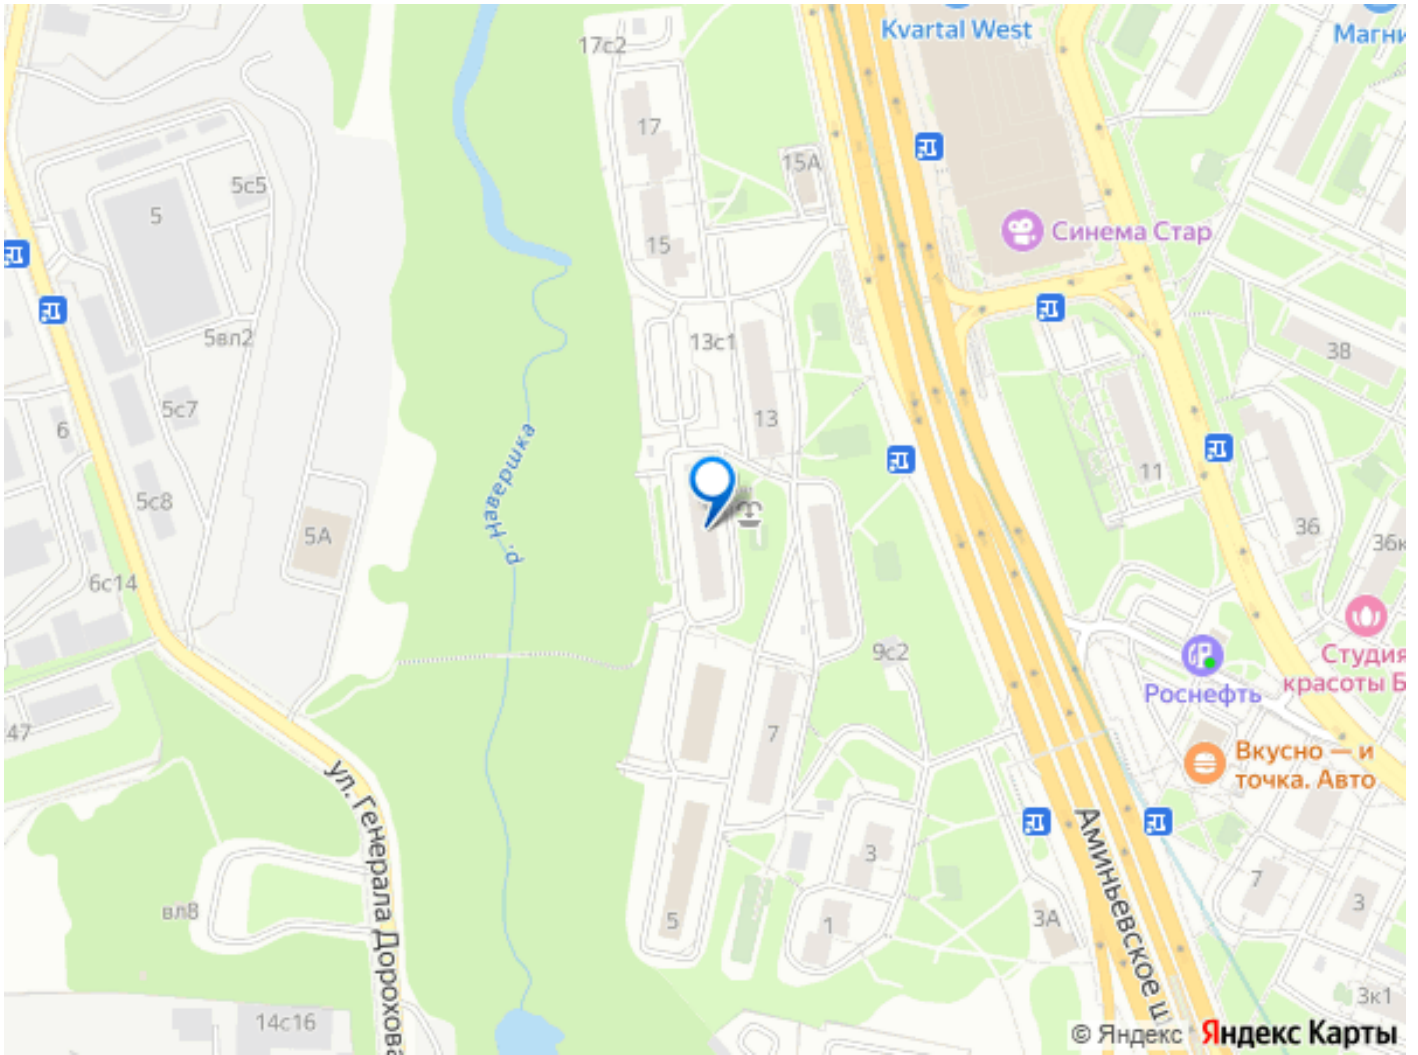 Kvartal West
Магни
17с2
17
15А
5с5
5
Синема Стар
15
5вл2
13с1
38
5с7
13
6
р. Навершка
11
5с8
5А
36
36к
6с14
9с2
Роснефть
Студия
красоты Б
47
7
Вкусно — и
точка. Авто
ул. Генерала Дорохова
Аминьевское ш
3
7
3
вл8
5
1
3А
3к1
14с16
© Яндекс Яндекс Карты